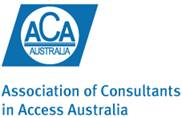 ACA
AUSTRALIA
Association of Consultants
in Access Australia